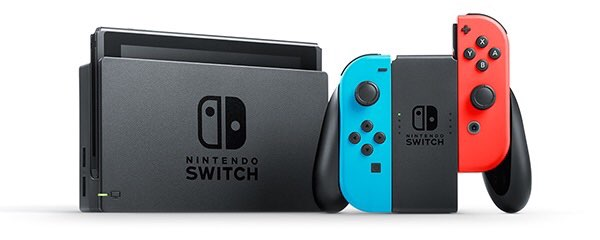 NINTENDO
SWITCH
X
Y
A
B
NINTENDO
SWITCH